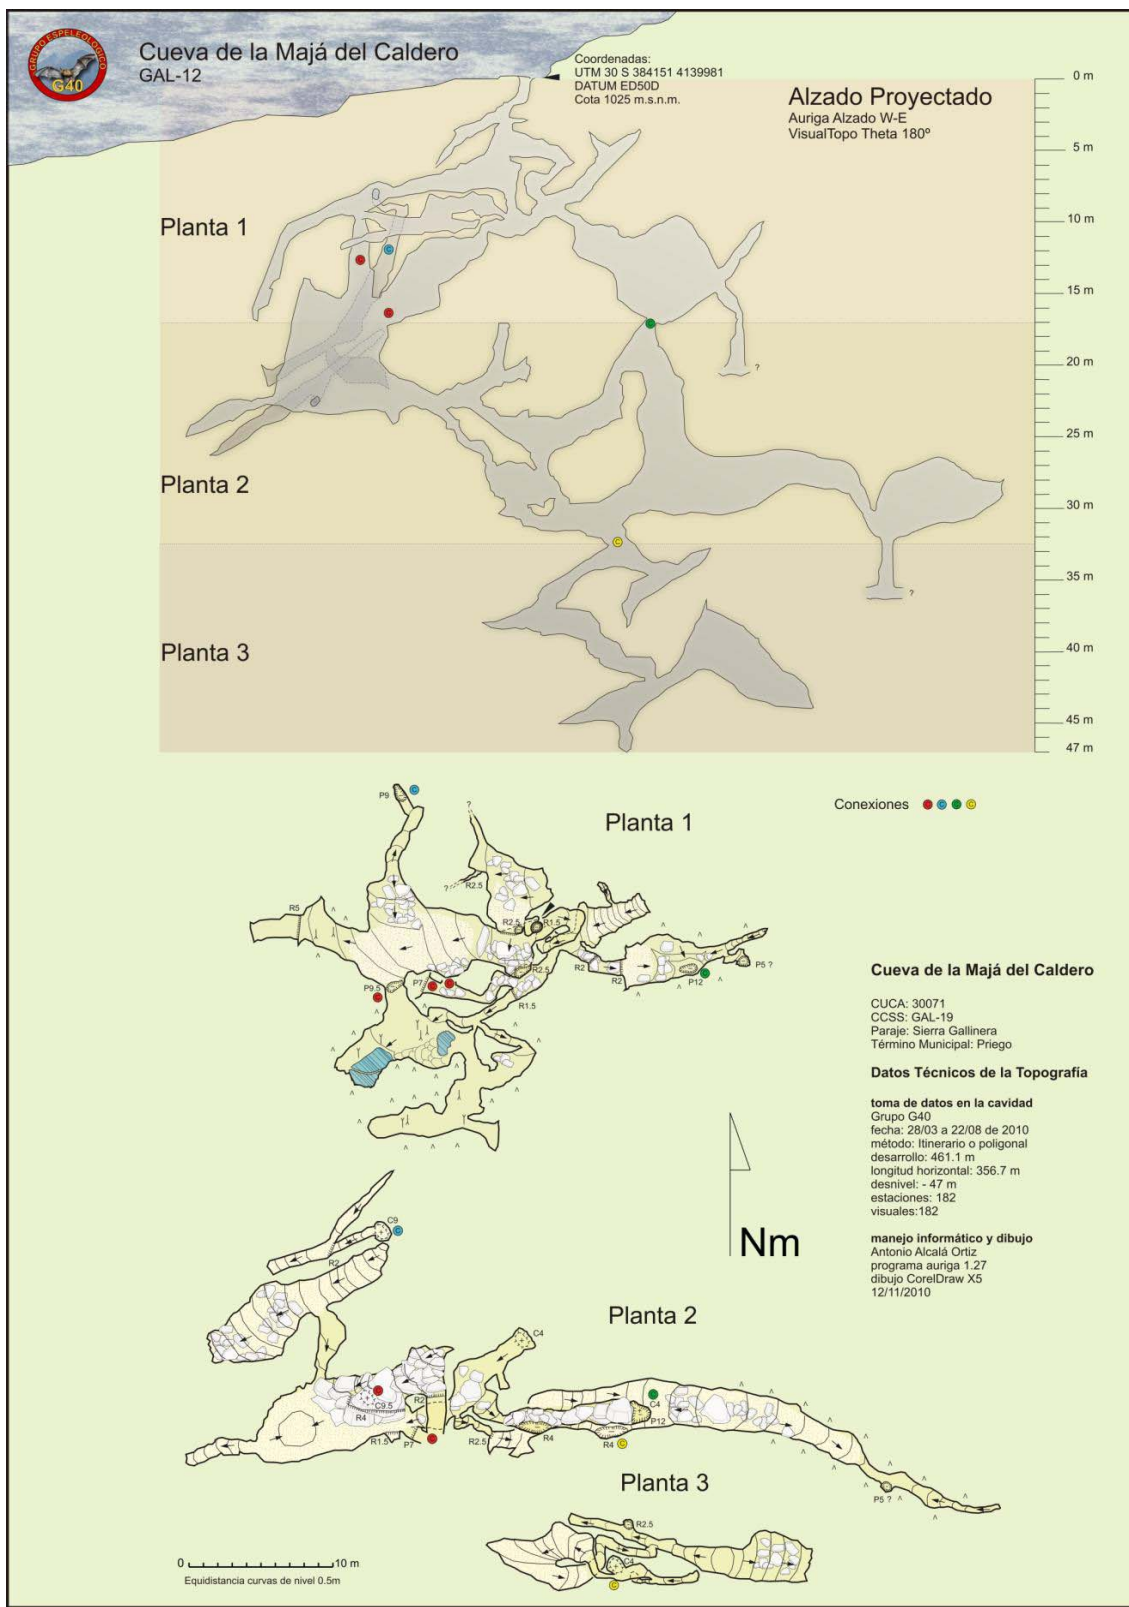 GRUPO ESPELEOLOGICO
G40
Cueva de la Majá del Caldero
GAL-12
Coordenadas:
UTM 30 S 384151 4139981
DATUM ED50D
Cota 1025 m.s.n.m.
Alzado Proyectado
Auriga Alzado W-E
VisualTopo Theta 180º
0 m
5 m
10 m
15 m
20 m
25 m
30 m
35 m
40 m
45 m
47 m
Planta 1
C
C
C
C
?
Planta 2
C
?
Planta 3
Conexiones C C C C
Planta 1
P9
C
?
?
R2.5
R5
R2.5
R1.5
R2.5
P7
C
C
P9.5
C
R1.5
R2
R2
P12
C
P5 ?
Cueva de la Majá del Caldero
CUCA: 30071
CCSS: GAL-19
Paraje: Sierra Gallinera
Término Municipal: Priego
Datos Técnicos de la Topografía
toma de datos en la cavidad
Grupo G40
fecha: 28/03 a 22/08 de 2010
método: Itinerario o poligonal
desarrollo: 461.1 m
longitud horizontal: 356.7 m
desnivel: - 47 m
estaciones: 182
visuales:182
manejo informático y dibujo
Antonio Alcalá Ortiz
programa auriga 1.27
dibujo CorelDraw X5
12/11/2010
Nm
Planta 2
C9
C
R2
C4
C
C9.5
R4
R2
R1.5
P7
C
R2.5
R4
R4
C
C
C4
P12
P5 ?
Planta 3
R2.5
C4
C
0 10 m
Equidistancia curvas de nivel 0.5m